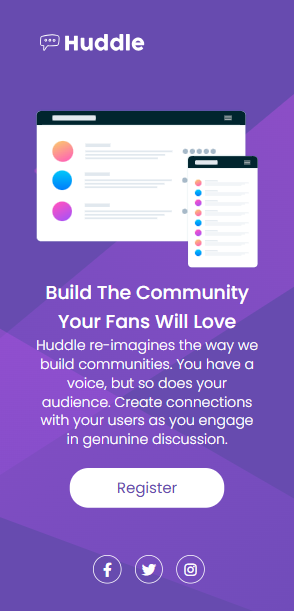 Huddle
Build The Community
Your Fans Will Love
Huddle re-imagines the way we
build communities. You have a
voice, but so does your
audience. Create connections
with your users as you engage
in genunine discussion.
Register